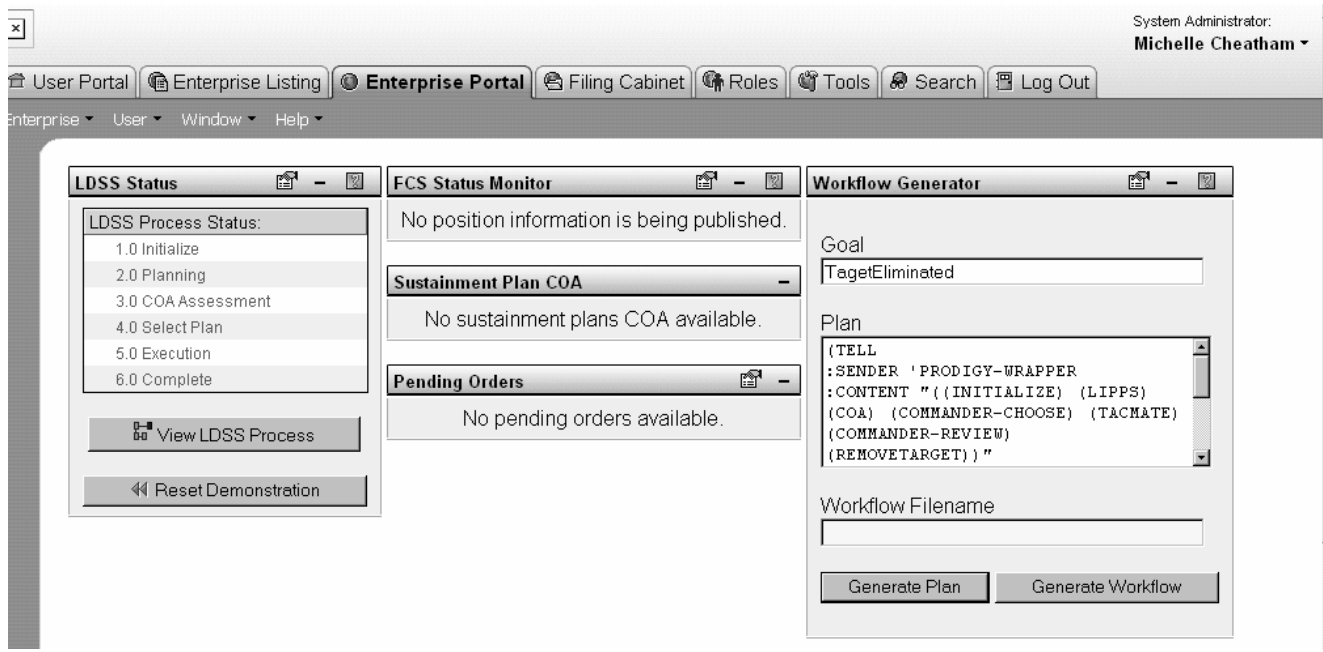 System Administrator:
Michelle Cheatham
User Portal Enterprise Listing Enterprise Portal Filing Cabinet Roles Tools Search Log Out
Enterprise User Window Help
LDSS Status
LDSS Process Status:
1.0 Initialize
2.0 Planning
3.0 COA Assessment
4.0 Select Plan
5.0 Execution
6.0 Complete
View LDSS Process
Reset Demonstration
FCS Status Monitor
No position information is being published.
Sustainment Plan COA
No sustainment plans COA available.
Pending Orders
No pending orders available.
Workflow Generator
Goal
TagetEliminated
Plan
(TELL
:SENDER 'PRODIGY-WRAPPER
:CONTENT "((INITIALIZE) (LIPPS)
(COA) (COMMANDER-CHOOSE) (TACMATE)
(COMMANDER-REVIEW)
(REMOVETARGET))"
Workflow Filename
Generate Plan Generate Workflow